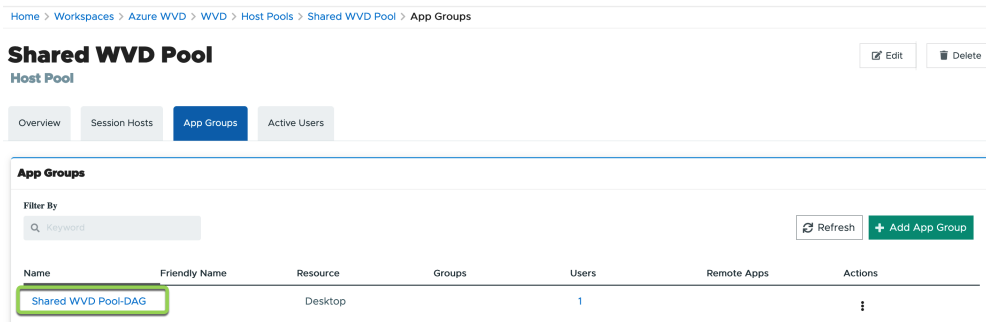 Home > Workspaces > Azure WVD > WVD > Host Pools > Shared WVD Pool > App Groups
Shared WVD Pool
Edit
Delete
Host Pool
Overview
Session Hosts
App Groups
Active Users
App Groups
Filter By
Keyword
Refresh
+ Add App Group
Name Friendly Name Resource Groups Users Remote Apps Actions
Shared WVD Pool-DAG Desktop 1